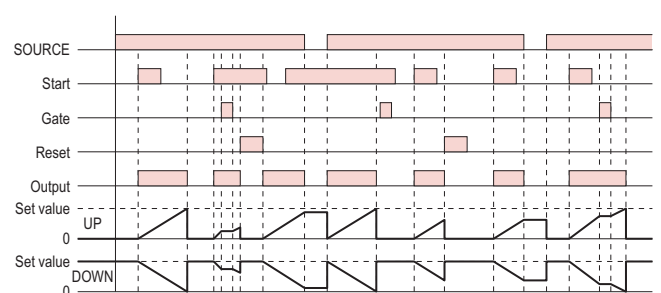 SOURCE
Start
Gate
Reset
Output
Set value
UP
0
Set value
DOWN
0